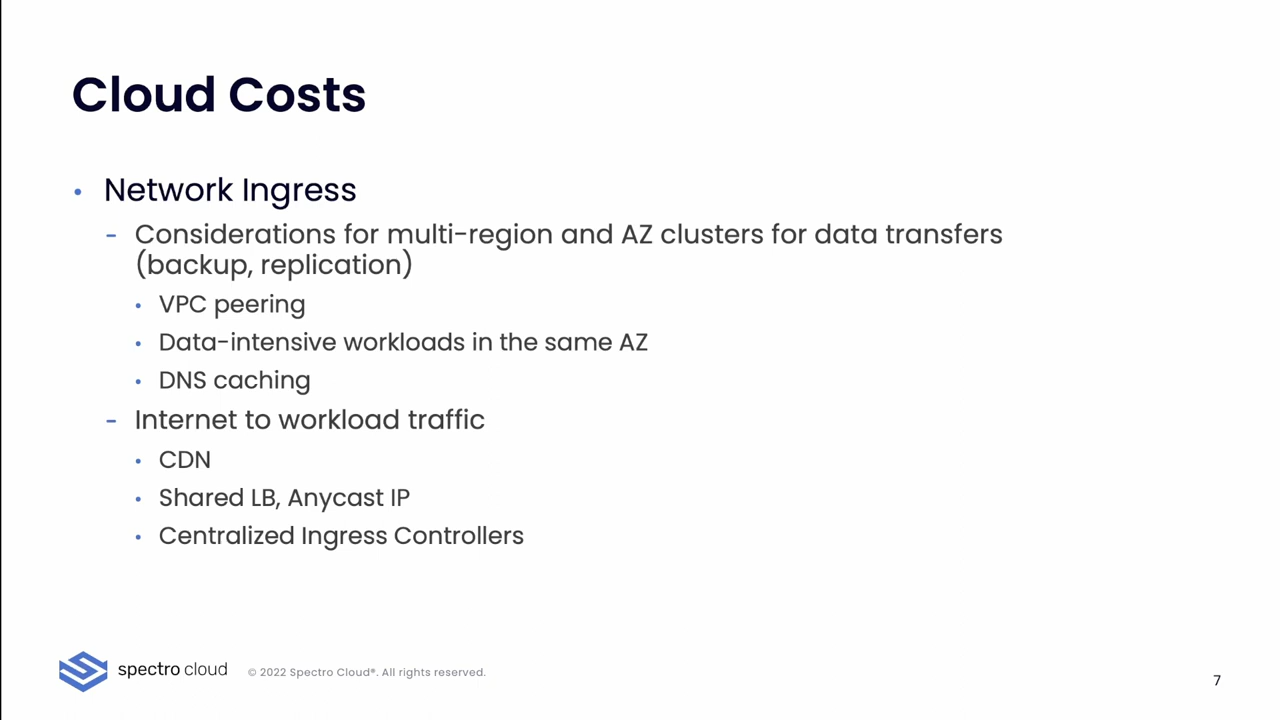 Cloud Costs
• Network Ingress
- Considerations for multi-region and AZ clusters for data transfers
(backup, replication)
• VPC peering
• Data-intensive workloads in the same AZ
• DNS caching
- Internet to workload traffic
• CDN
• Shared LB, Anycast IP
• Centralized Ingress Controllers
spectro cloud
© 2022 Spectro Cloud®. All rights reserved.
7